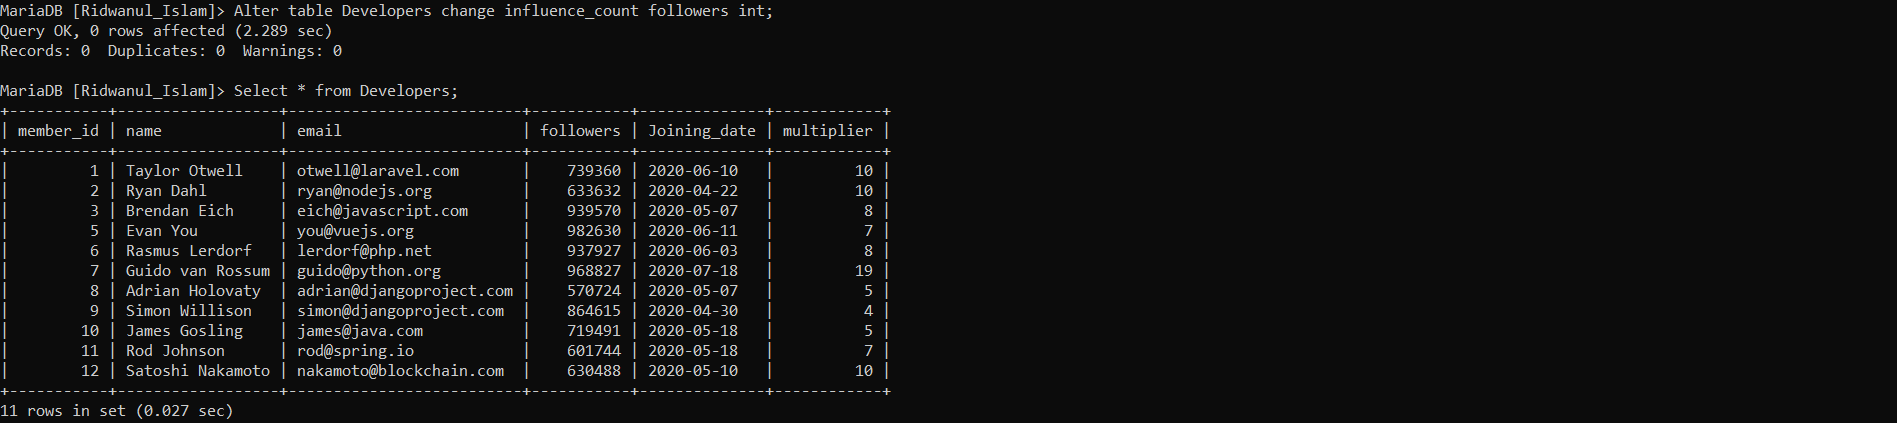 MariaDB [Ridwanul_Islam]> Alter table Developers change influence_count followers int;
Query OK, 0 rows affected (2.289 sec)
Records: 0  Duplicates: 0  Warnings: 0

MariaDB [Ridwanul_Islam]> Select * from Developers;
+-----------+------------------+--------------------------+-----------+--------------+------------+
| member_id | name             | email                    | followers | Joining_date | multiplier |
+-----------+------------------+--------------------------+-----------+--------------+------------+
|         1 | Taylor Otwell    | otwell@laravel.com       |    739360 | 2020-06-10   |         10 |
|         2 | Ryan Dahl        | ryan@nodejs.org          |    633632 | 2020-04-22   |         10 |
|         3 | Brendan Eich     | eich@javascript.com      |    939570 | 2020-05-07   |          8 |
|         5 | Evan You         | you@vuejs.org            |    982630 | 2020-06-11   |          7 |
|         6 | Rasmus Lerdorf   | lerdorf@php.net          |    937927 | 2020-06-03   |          8 |
|         7 | Guido van Rossum | guido@python.org         |    968827 | 2020-07-18   |         19 |
|         8 | Adrian Holovaty  | adrian@djangoproject.com |    570724 | 2020-05-07   |          5 |
|         9 | Simon Willison   | simon@djangoproject.com  |    864615 | 2020-04-30   |          4 |
|        10 | James Gosling    | james@java.com           |    719491 | 2020-05-18   |          5 |
|        11 | Rod Johnson      | rod@spring.io            |    601744 | 2020-05-18   |          7 |
|        12 | Satoshi Nakamoto | nakamoto@blockchain.com  |    630488 | 2020-05-10   |         10 |
+-----------+------------------+--------------------------+-----------+--------------+------------+
11 rows in set (0.027 sec)